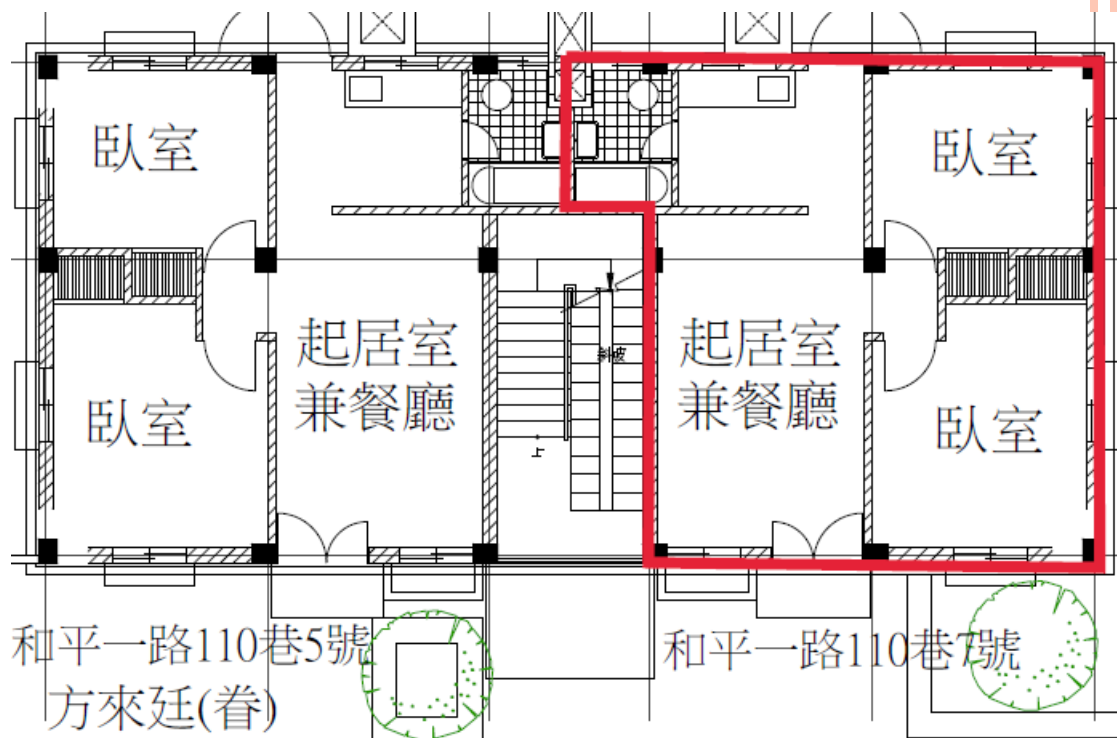 臥室
臥室
起居室
兼餐廳
起居室
兼餐廳
臥室
上
臥室
和平一路110巷5號
方來廷(眷)
和平一路110巷7號